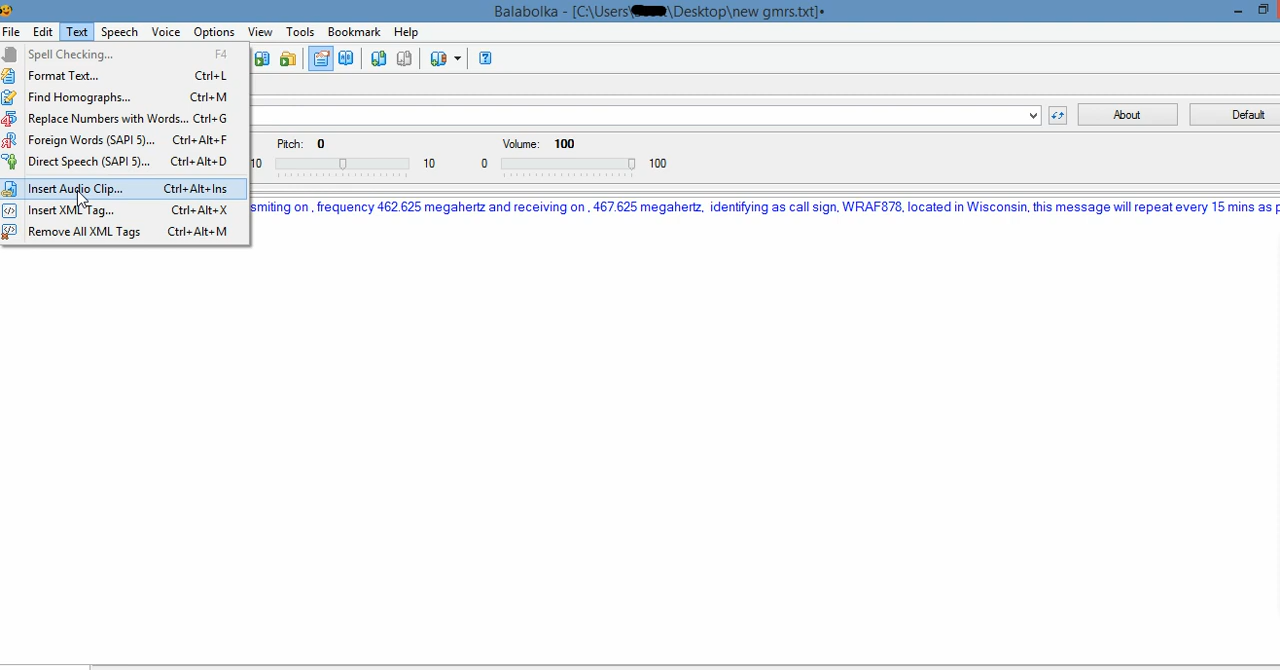 Balabolka - [C:\Users\ \Desktop\new gmrs.txt]•
File Edit Text Speech Voice Options View Tools Bookmark Help
Spell Checking... F4
Format Text... Ctrl+L
Find Homographs... Ctrl+M
Replace Numbers with Words... Ctrl+G
About Default
Foreign Words (SAPI 5)... Ctrl+Alt+F
Pitch: 0 Volume: 100
Direct Speech (SAPI 5)... Ctrl+Alt+D
10 10 0 100
Insert Audio Clip... Ctrl+Alt+Ins
Insert XML Tag... Ctrl+Alt+X
smiting on , frequency 462.625 megahertz and receiving on , 467.625 megahertz, identifying as call sign, WRAF878, located in Wisconsin, this message will repeat every 15 mins as p
Remove All XML Tags Ctrl+Alt+M